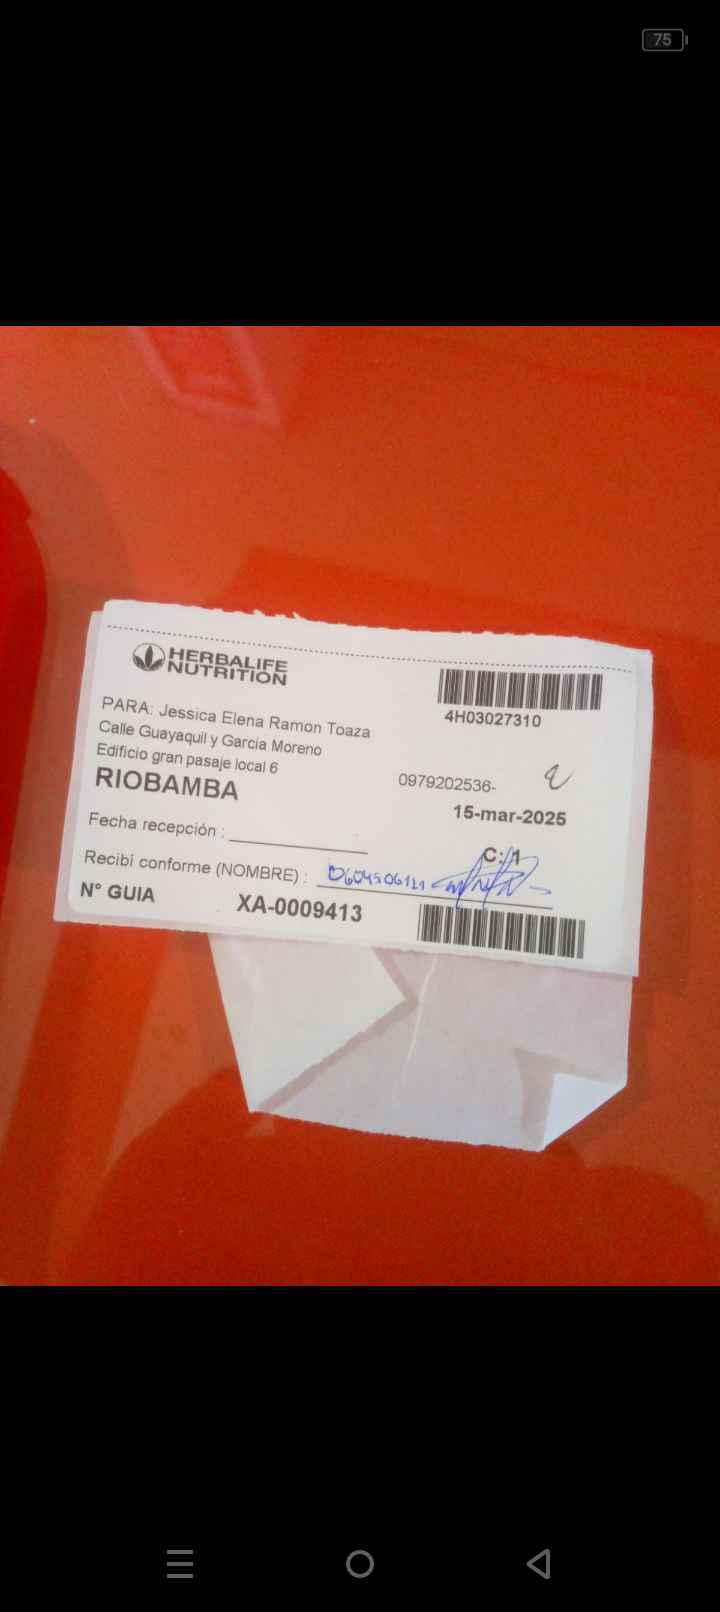 75
HERBALIFE
NUTRITION
4H03027310
PARA: Jessica Elena Ramon Toaza
Calle Guayaquil y Garcia Moreno
Edificio gran pasaje local 6
0979202536-
RIOBAMBA
15-mar-2025
Fecha recepción :
C: 1
Recibí conforme (NOMBRE) :
N° GUIA
XA-0009413